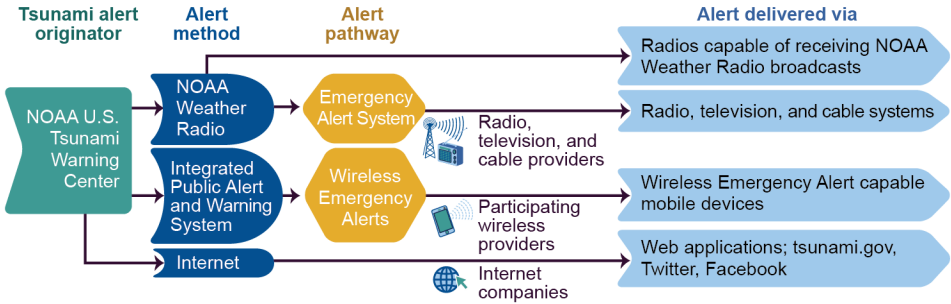 Tsunami alert
originator
Alert
method
Alert
pathway
Alert delivered via
NOAA U.S.
Tsunami
Warning
Center
NOAA
Weather
Radio
Emergency
Alert System
Radio,
television, and
cable providers
Radios capable of receiving NOAA
Weather Radio broadcasts
Radio, television, and cable systems
Integrated
Public Alert
and Warning
System
Wireless
Emergency
Alerts
Participating
wireless
providers
Wireless Emergency Alert capable
mobile devices
Internet
Internet
companies
Web applications; tsunami.gov,
Twitter, Facebook